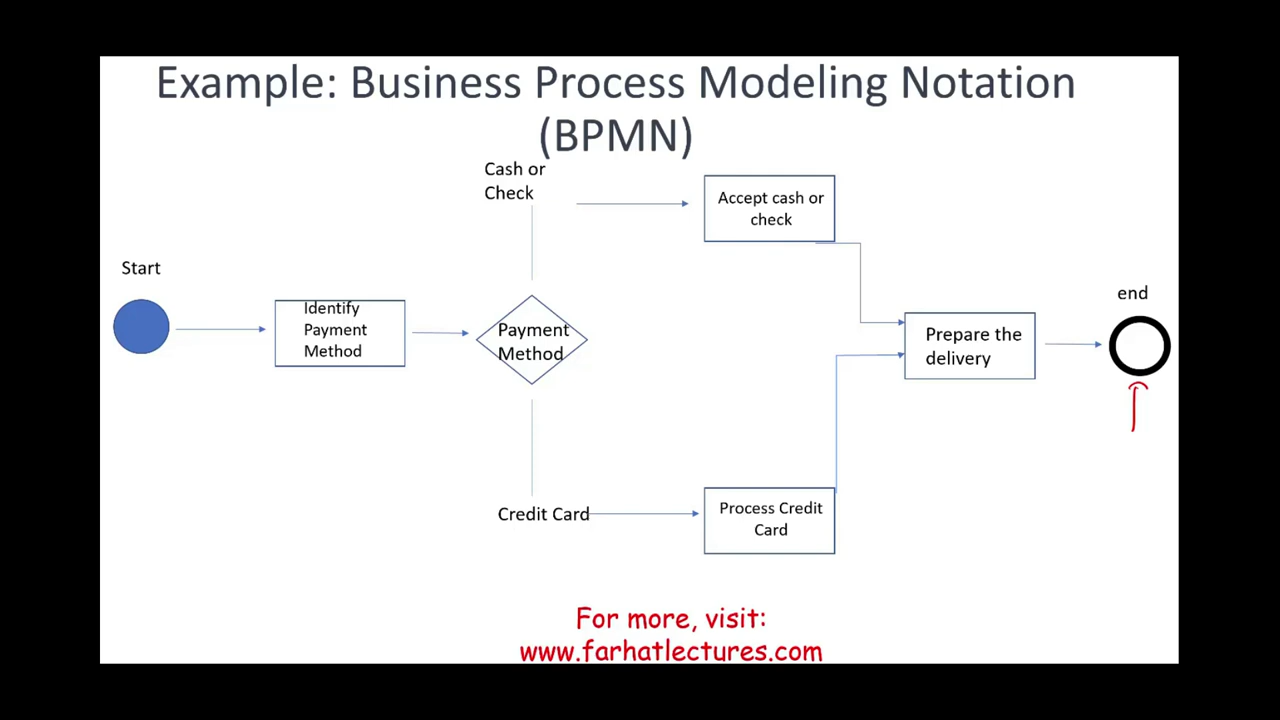 Example: Business Process Modeling Notation
(BPMN)
Cash or
Check
Accept cash or
check
Start
end
Identify
Payment
Method
Payment
Method
Prepare the
delivery
Credit Card
Process Credit
Card
For more, visit:
www.farhatlectures.com